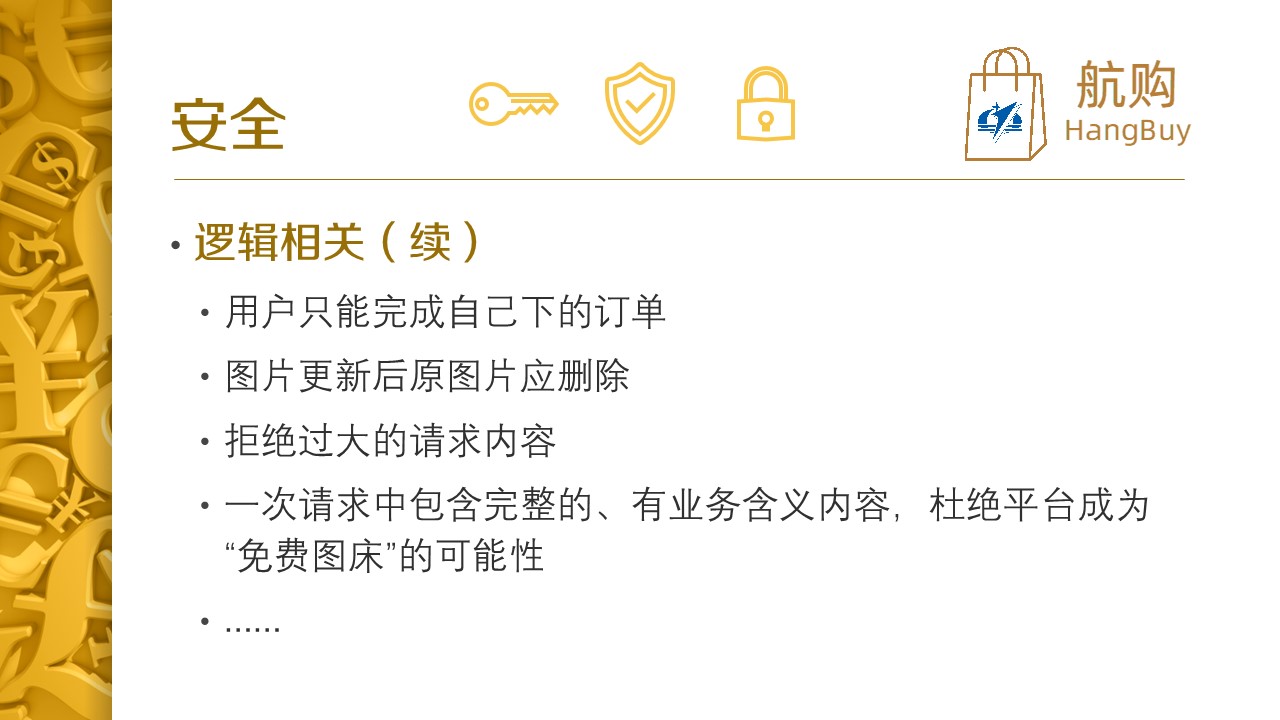 安全
航购
HangBuy
• 逻辑相关（续）
• 用户只能完成自己下的订单
• 图片更新后原图片应删除
• 拒绝过大的请求内容
• 一次请求中包含完整的、有业务含义内容，杜绝平台成为
“免费图床”的可能性
• ......